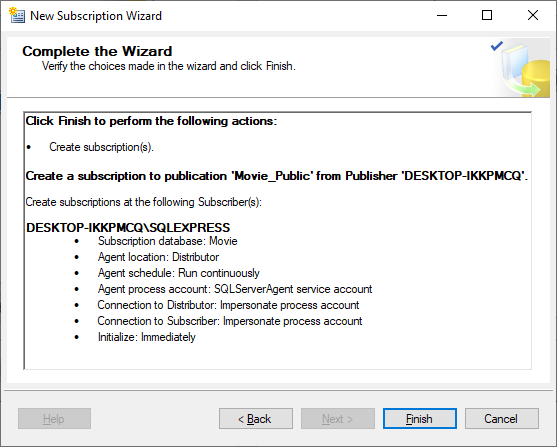 New Subscription Wizard
Complete the Wizard
Verify the choices made in the wizard and click Finish.
Click Finish to perform the following actions:
• Create subscription(s).
Create a subscription to publication 'Movie_Public' from Publisher 'DESKTOP-IKKPMCQ'.
Create subscriptions at the following Subscriber(s):
DESKTOP-IKKPMCQ\SQLEXPRESS
• Subscription database: Movie
• Agent location: Distributor
• Agent schedule: Run continuously
• Agent process account: SQLServerAgent service account
• Connection to Distributor: Impersonate process account
• Connection to Subscriber: Impersonate process account
• Initialize: Immediately
Help < Back Next > Finish Cancel